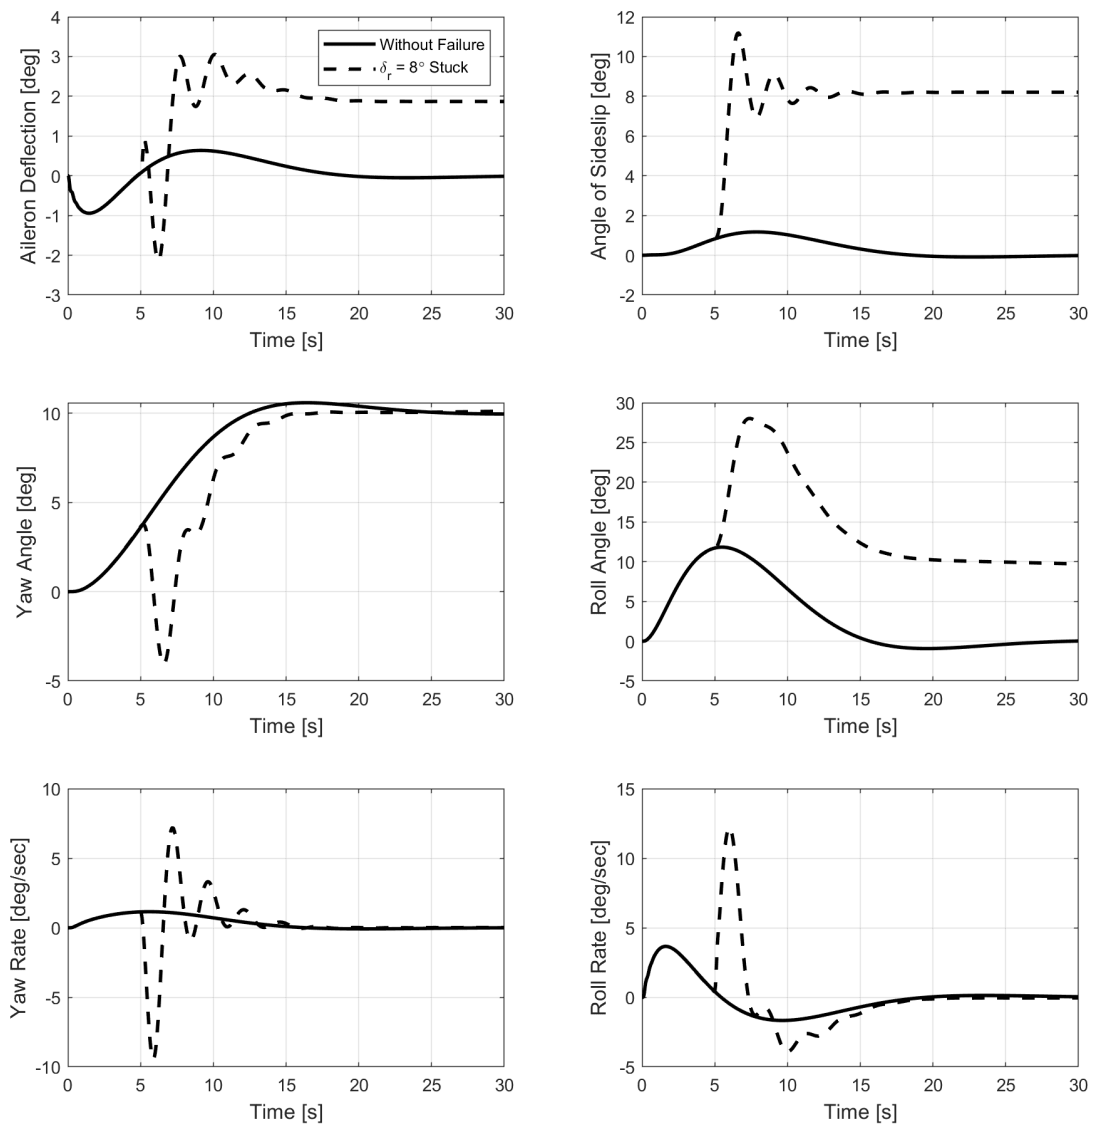 4
3
2
1
0
-1
-2
-3
Aileron Deflection [deg]
Without Failure
δr = 8° Stuck
0 5 10 15 20 25 30
Time [s]
12
10
8
6
4
2
0
-2
Angle of Sideslip [deg]
0 5 10 15 20 25 30
Time [s]
10
5
0
-5
Yaw Angle [deg]
0 5 10 15 20 25 30
Time [s]
30
25
20
15
10
5
0
-5
Roll Angle [deg]
0 5 10 15 20 25 30
Time [s]
10
5
0
-5
-10
Yaw Rate [deg/sec]
0 5 10 15 20 25 30
Time [s]
15
10
5
0
-5
Roll Rate [deg/sec]
0 5 10 15 20 25 30
Time [s]